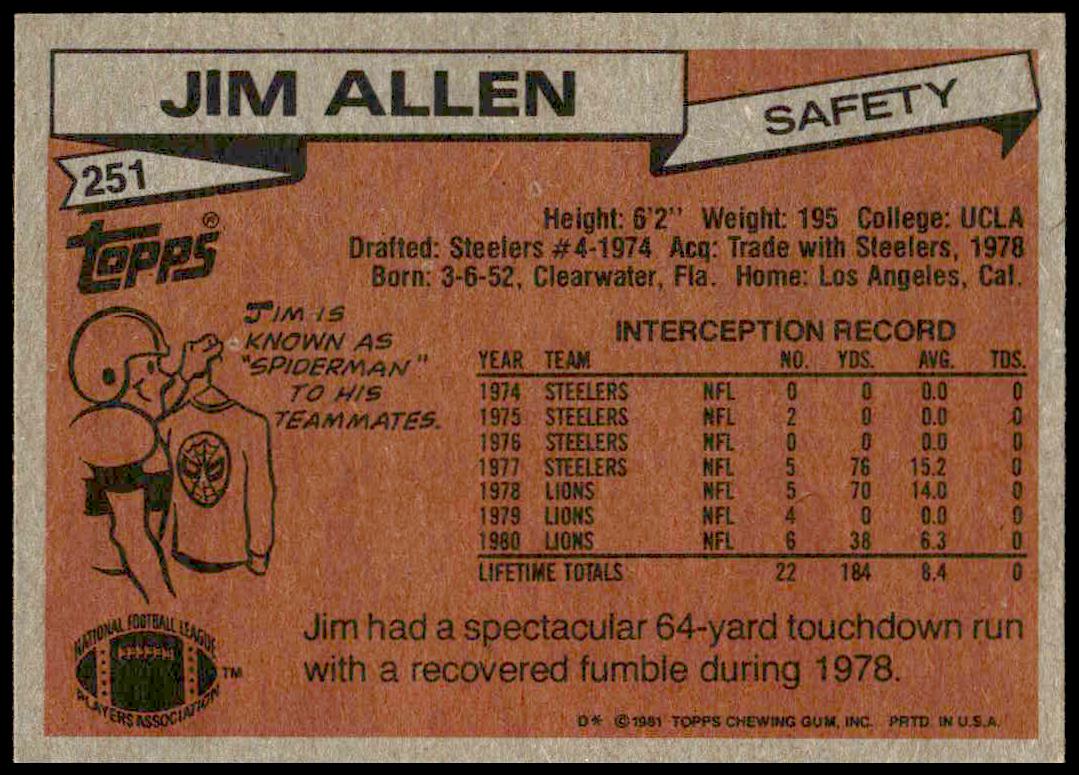 JIM ALLEN
SAFETY
251
TOPPS®
Height: 6'2" Weight: 195 College: UCLA
Drafted: Steelers #4-1974 Acq: Trade with Steelers, 1978
Born: 3-6-52, Clearwater, Fla. Home: Los Angeles, Cal.
JIM IS
KNOWN AS
"SPIDERMAN"
TO HIS
TEAMMATES.
INTERCEPTION RECORD
YEAR TEAM NO. YDS. AVG. TDS.
1974 STEELERS NFL 0 0 0.0 0
1975 STEELERS NFL 2 0 0.0 0
1976 STEELERS NFL 0 0 0.0 0
1977 STEELERS NFL 5 76 15.2 0
1978 LIONS NFL 5 70 14.0 0
1979 LIONS NFL 4 0 0.0 0
1980 LIONS NFL 6 38 6.3 0
LIFETIME TOTALS 22 184 8.4 0
NATIONAL FOOTBALL LEAGUE
PLAYERS ASSOCIATION
TM
Jim had a spectacular 64-yard touchdown run
with a recovered fumble during 1978.
D* ©1981 TOPPS CHEWING GUM, INC. PRTD. IN U.S.A.